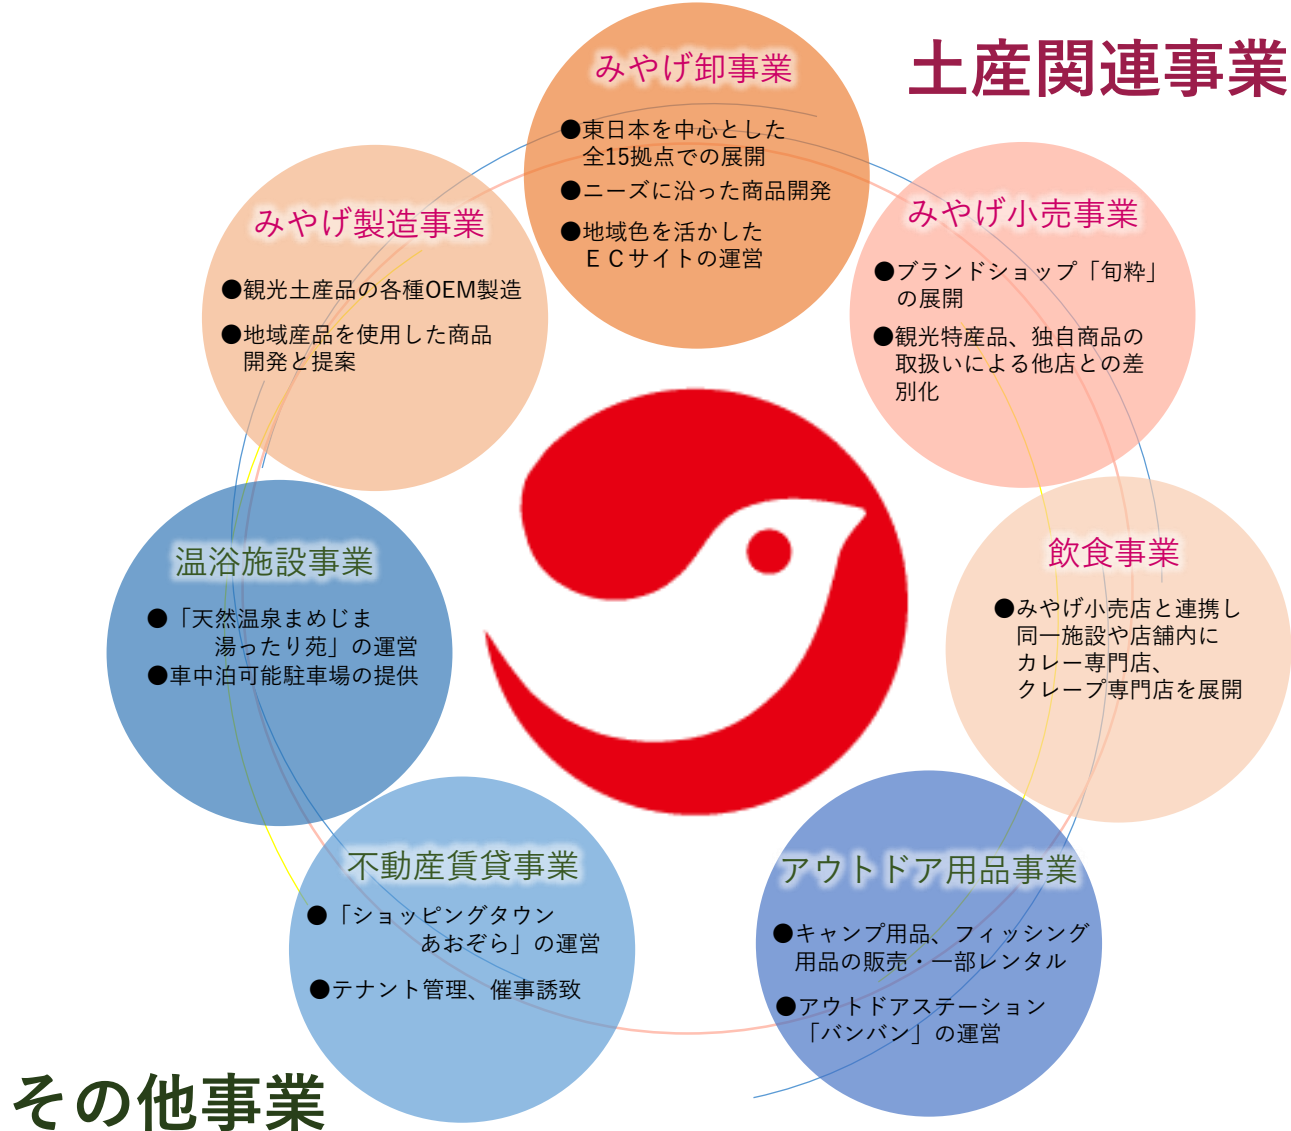 土産関連事業
みやげ卸事業
●東日本を中心とした
全15拠点での展開
●ニーズに沿った商品開発
●地域色を活かした
ＥＣサイトの運営
みやげ小売事業
●ブランドショップ「旬粋」
の展開
●観光特産品、独自商品の
取扱いによる他店との差
別化
飲食事業
●みやげ小売店と連携し
同一施設や店舗内に
カレー専門店、
クレープ専門店を展開
アウトドア用品事業
●キャンプ用品、フィッシング
用品の販売・一部レンタル
●アウトドアステーション
「バンバン」の運営
不動産賃貸事業
●「ショッピングタウン
あおぞら」の運営
●テナント管理、催事誘致
温浴施設事業
●「天然温泉まめじま
湯ったり苑」の運営
●車中泊可能駐車場の提供
みやげ製造事業
●観光土産品の各種OEM製造
●地域産品を使用した商品
開発と提案
その他事業